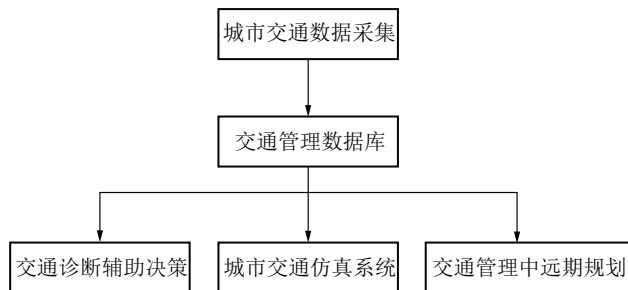 城市交通数据采集
交通管理数据库
交通诊断辅助决策
城市交通仿真系统
交通管理中远期规划